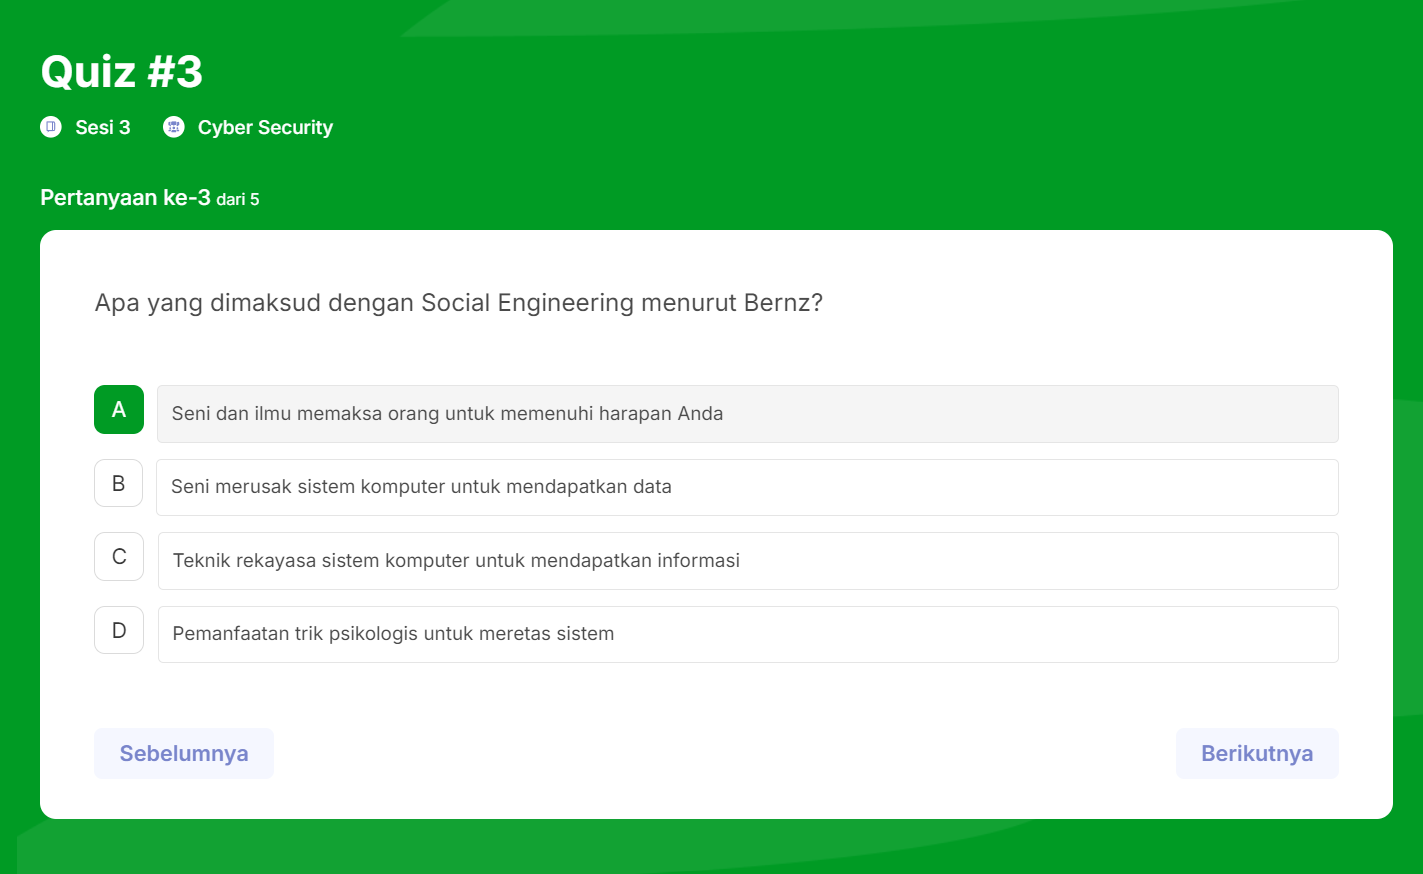 Quiz #3
Sesi 3 Cyber Security
Pertanyaan ke-3 dari 5
Apa yang dimaksud dengan Social Engineering menurut Bernz?
A Seni dan ilmu memaksa orang untuk memenuhi harapan Anda
B Seni merusak sistem komputer untuk mendapatkan data
C Teknik rekayasa sistem komputer untuk mendapatkan informasi
D Pemanfaatan trik psikologis untuk meretas sistem
Sebelumnya Berikutnya